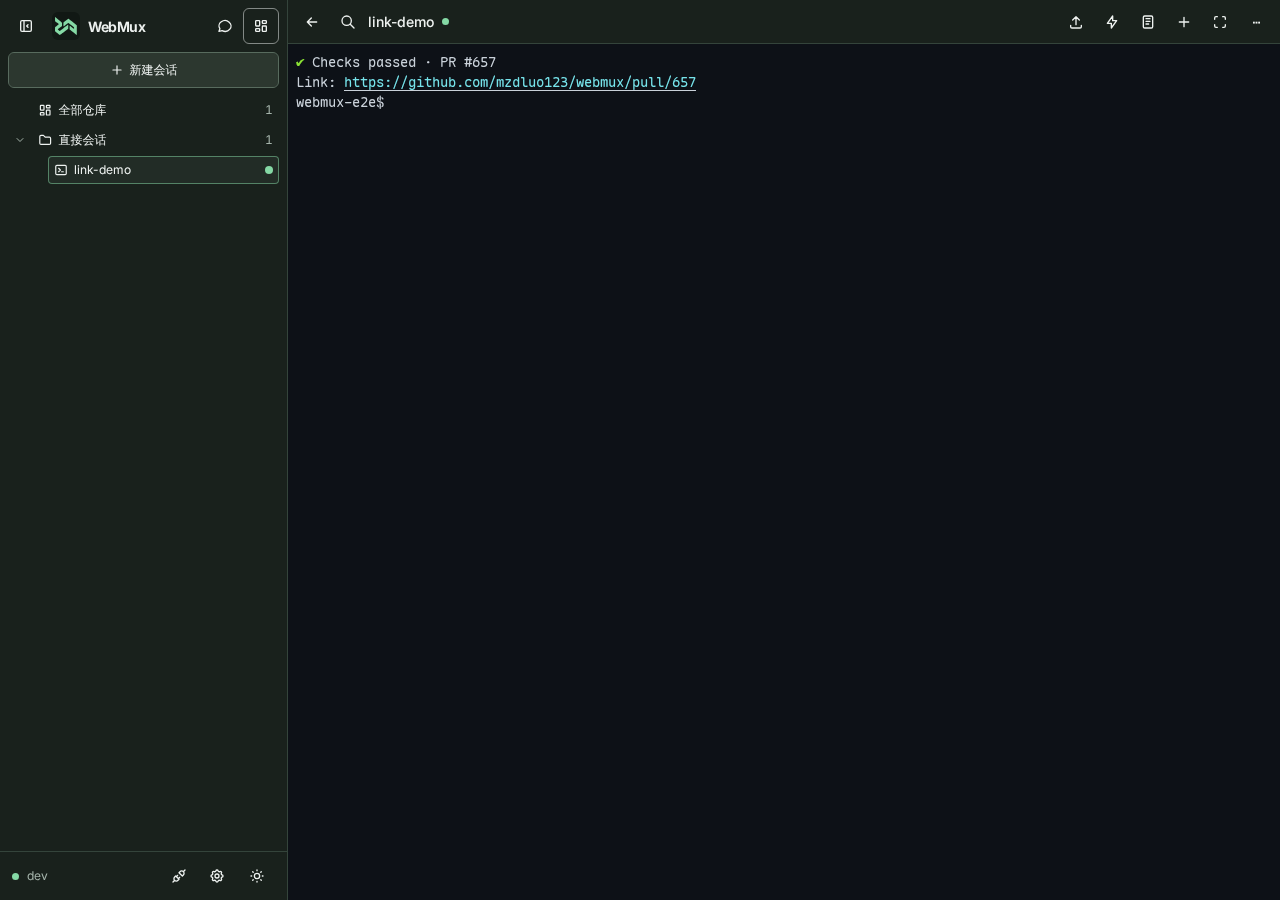 WebMux
新建会话
全部仓库 1
直接会话 1
link-demo
dev
link-demo
✔ Checks passed · PR #657
Link: https://github.com/mzdluo123/webmux/pull/657
webmux-e2e$